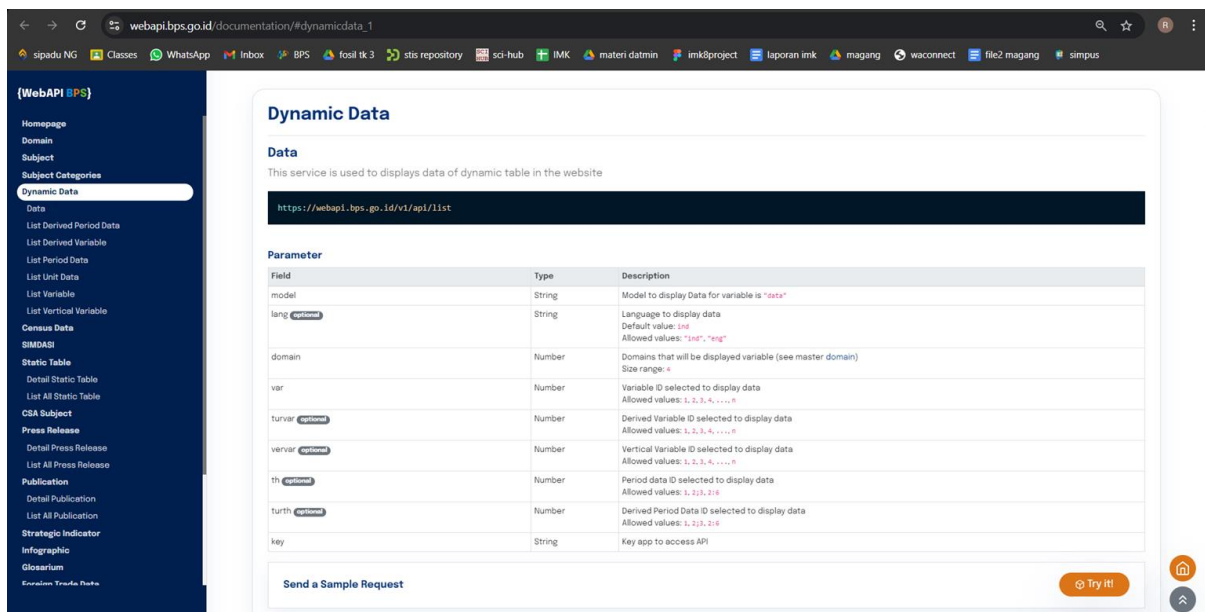 webapi.bps.go.id/documentation/#dynamicdata_1
R
sipadu NG Classes WhatsApp Inbox BPS fosil tk 3 stis repository sci-hub IMK materi datmin imk8project laporan imk magang waconnect file2 magang simpus
{WebAPI BPS}
Homepage
Domain
Subject
Subject Categories
Dynamic Data
Data
List Derived Period Data
List Derived Variable
List Period Data
List Unit Data
List Variable
List Vertical Variable
Census Data
SIMDASI
Static Table
Detail Static Table
List All Static Table
CSA Subject
Press Release
Detail Press Release
List All Press Release
Publication
Detail Publication
List All Publication
Strategic Indicator
Infographic
Glosarium
Foreign Trade Data
Dynamic Data
Data
This service is used to displays data of dynamic table in the website
https://webapi.bps.go.id/v1/api/list
Parameter
Field Type Description
model String Model to display Data for variable is "data"
lang optional String Language to display data
Default value: ind
Allowed values: "ind", "eng"
domain Number Domains that will be displayed variable (see master domain)
Size range: 4
var Number Variable ID selected to display data
Allowed values: 1, 2, 3, 4, ..., n
turvar optional Number Derived Variable ID selected to display data
Allowed values: 1, 2, 3, 4, ..., n
vervar optional Number Vertical Variable ID selected to display data
Allowed values: 1, 2, 3, 4, ..., n
th optional Number Period data ID selected to display data
Allowed values: 1, 2;3, 2:6
turth optional Number Derived Period Data ID selected to display data
Allowed values: 1, 2;3, 2:6
key String Key app to access API
Send a Sample Request
Try it!